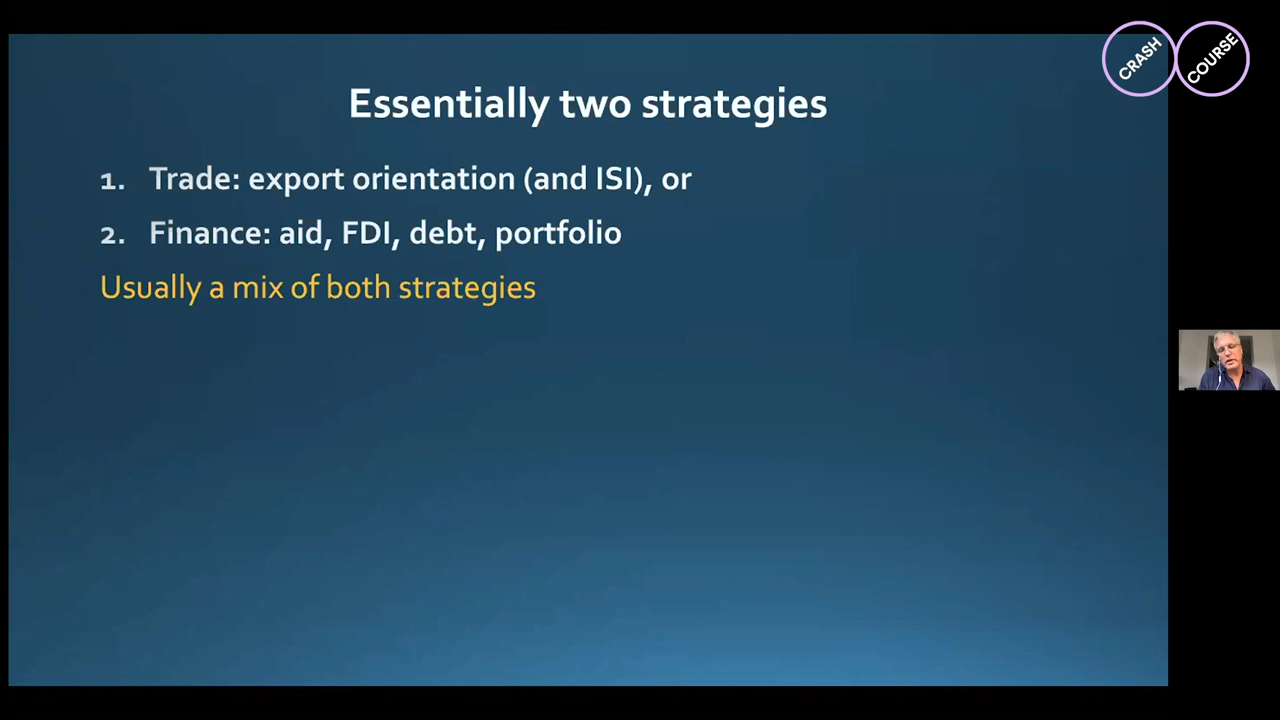 CRASH COURSE
Essentially two strategies
1. Trade: export orientation (and ISI), or
2. Finance: aid, FDI, debt, portfolio
Usually a mix of both strategies